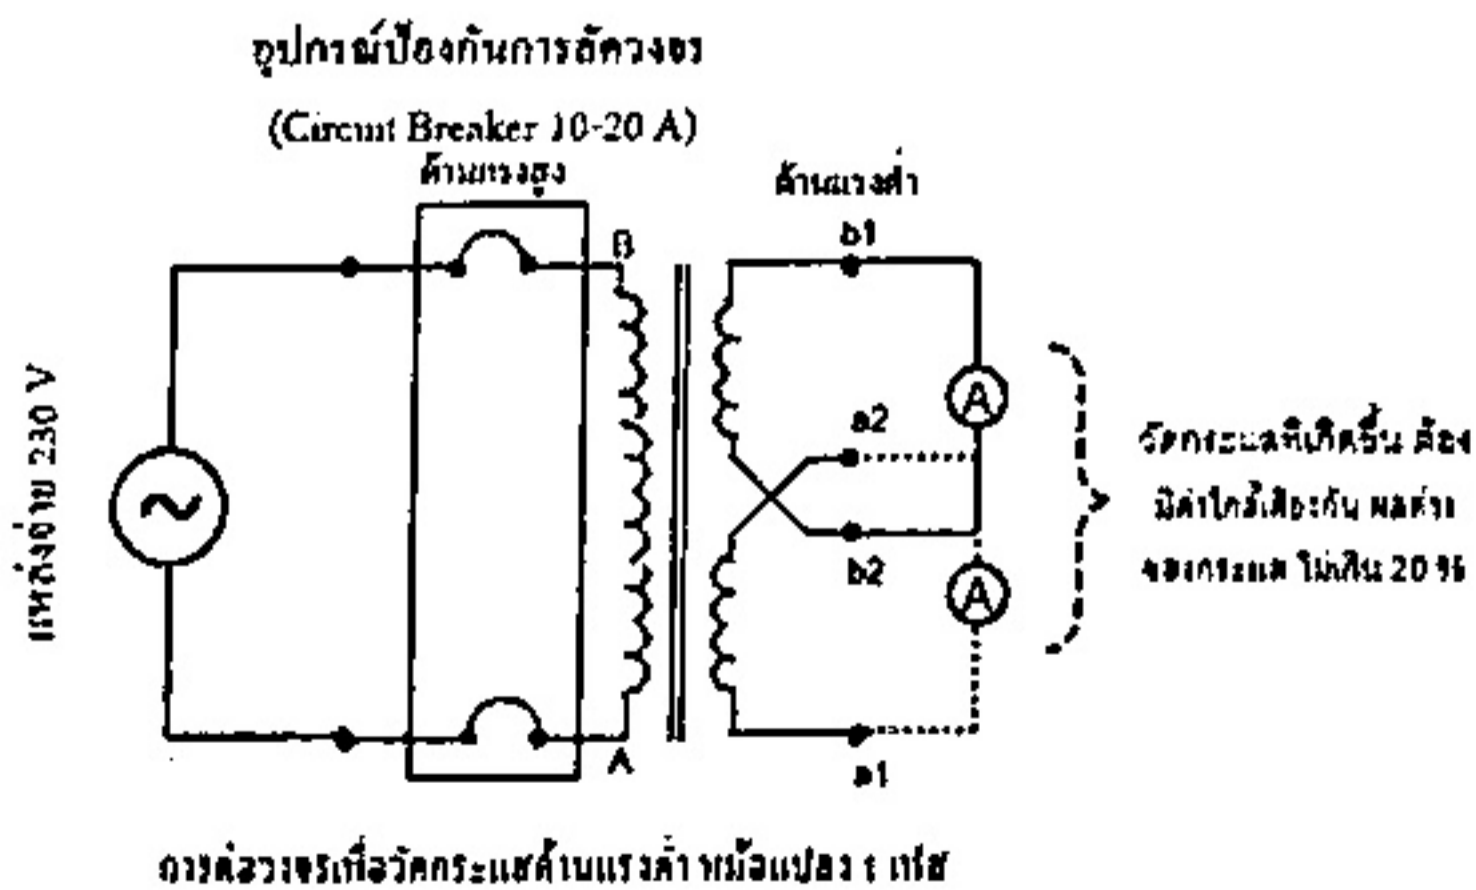 อุปกรณ์ป้องกันการลัดวงจร
(Circuit Breaker 10-20 A)
ด้านแรงสูง
ด้านแรงต่ำ
b1
B
A
แหล่งจ่าย 230 V
a2
วัดกระแสที่เกิดขึ้น ต้อง
มีค่าใกล้เคียงกัน ผลต่าง
ของกระแส ไม่เกิน 20 %
b2
A
A
a1
การต่อวงจรเพื่อวัดกระแสด้านแรงต่ำ หม้อแปลง 1 เฟส